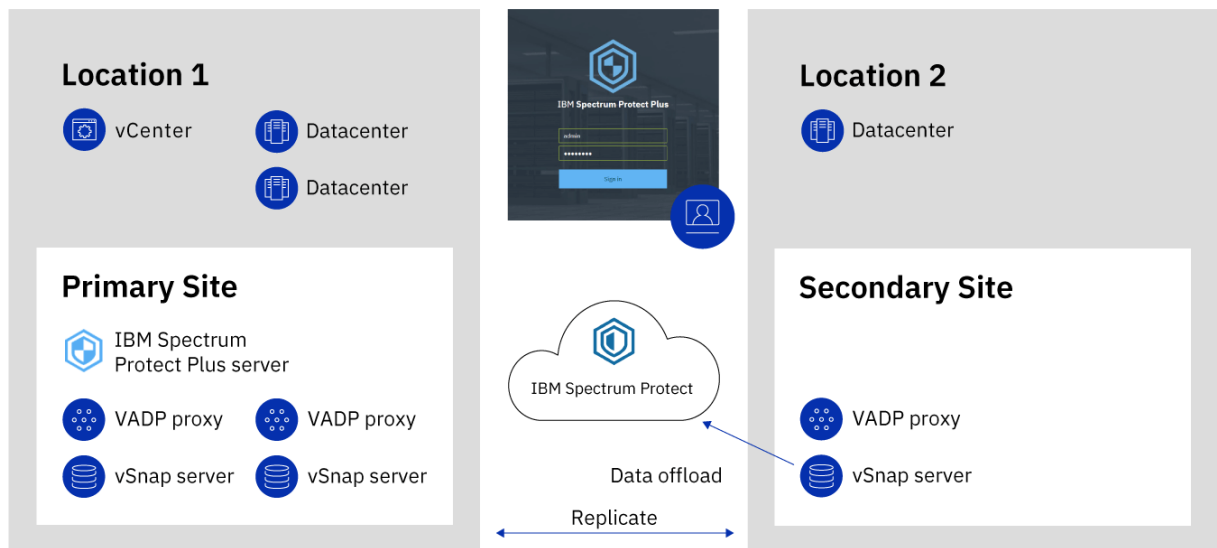 Location 1
vCenter
Datacenter
Datacenter
Primary Site
IBM Spectrum
Protect Plus server
VADP proxy
VADP proxy
vSnap server
vSnap server
IBM Spectrum Protect Plus
admin
Sign in
IBM Spectrum Protect
Data offload
Replicate
Location 2
Datacenter
Secondary Site
VADP proxy
vSnap server